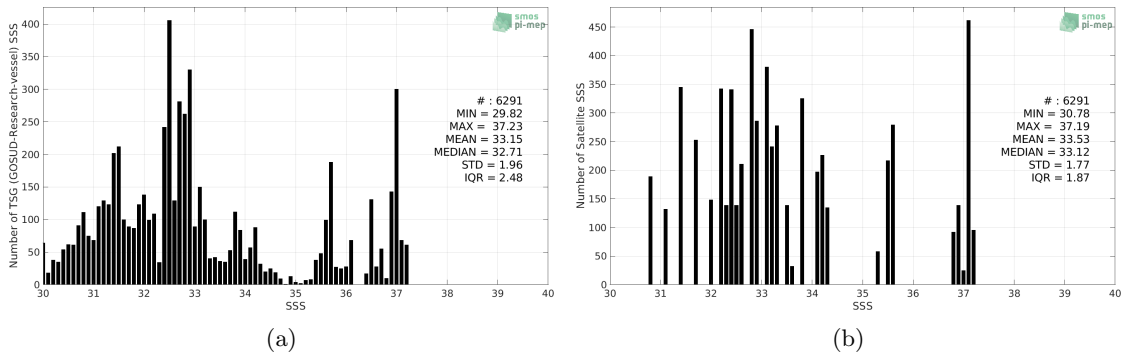 Number of TSG (GOSUD-Research-vessel) SSS
400
350
300
250
200
150
100
50
0
30 31 32 33 34 35 36 37 38 39 40
SSS
smos
pi-mep
# : 6291
MIN = 29.82
MAX = 37.23
MEAN = 33.15
MEDIAN = 32.71
STD = 1.96
IQR = 2.48
(a)
Number of Satellite SSS
450
400
350
300
250
200
150
100
50
0
30 31 32 33 34 35 36 37 38 39 40
SSS
smos
pi-mep
# : 6291
MIN = 30.78
MAX = 37.19
MEAN = 33.53
MEDIAN = 33.12
STD = 1.77
IQR = 1.87
(b)